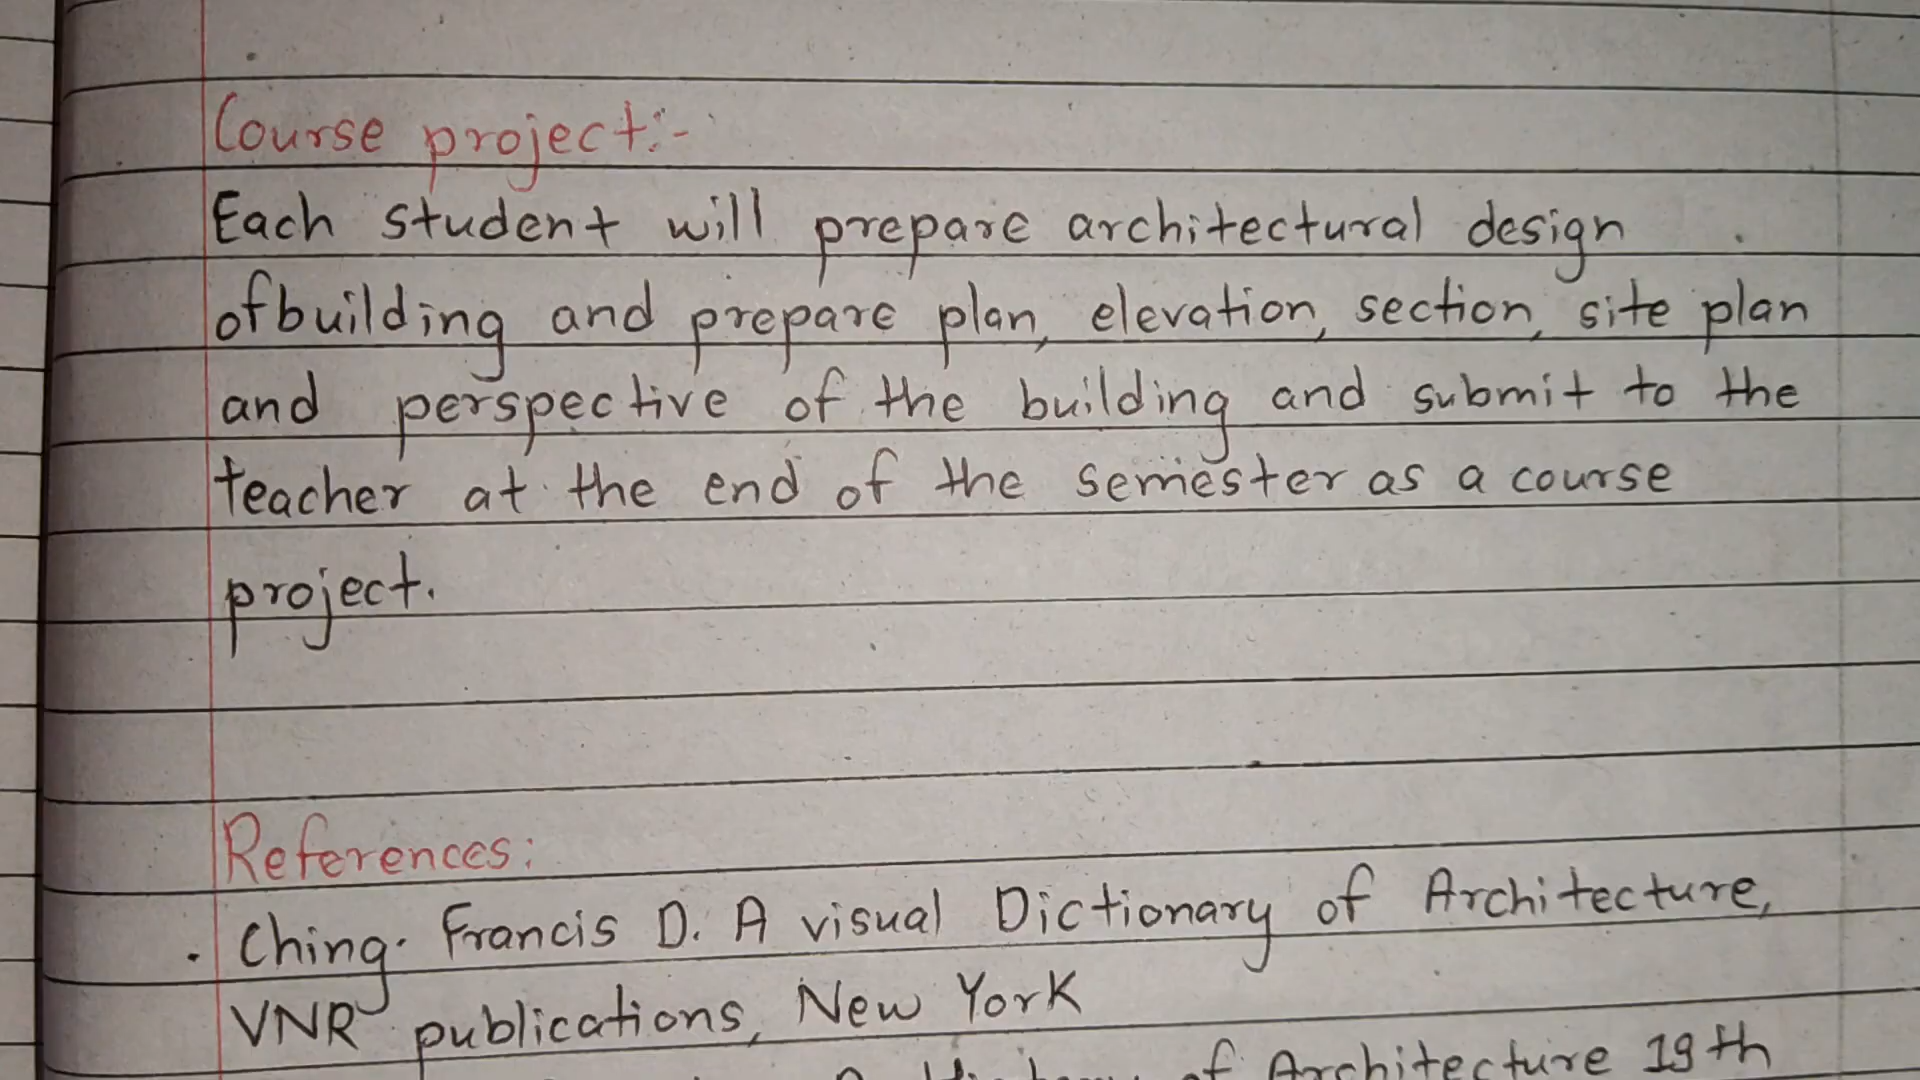 Course project:-
Each student will prepare architectural design
ofbuilding and prepare plan, elevation, section, site plan
and perspective of the building and submit to the
teacher at the end of the semester as a course
project.
References:
. Ching. Francis D. A visual Dictionary of Architecture,
VNR publications, New York
of Architecture 19th